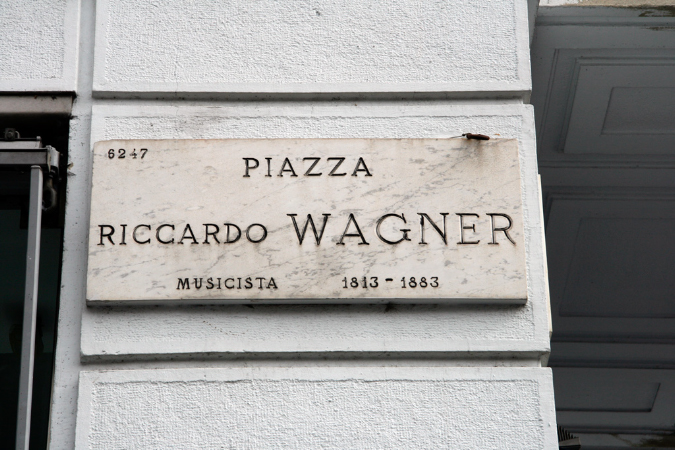 6247
PIAZZA
RICCARDO WAGNER
MUSICISTA 1813-1883